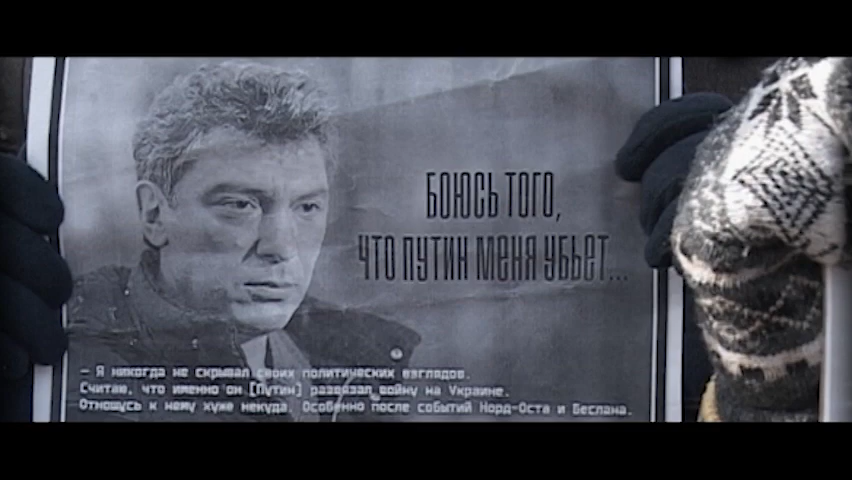 БОЮСЬ ТОГО,
ЧТО ПУТИН МЕНЯ УБЬЕТ...
– Я никогда не скрывал своих политических взглядов.
Считаю, что именно он [Путин] развязал войну на Украине.
Отношусь к нему хуже некуда. Особенно после событий Норд-Оста и Беслана.